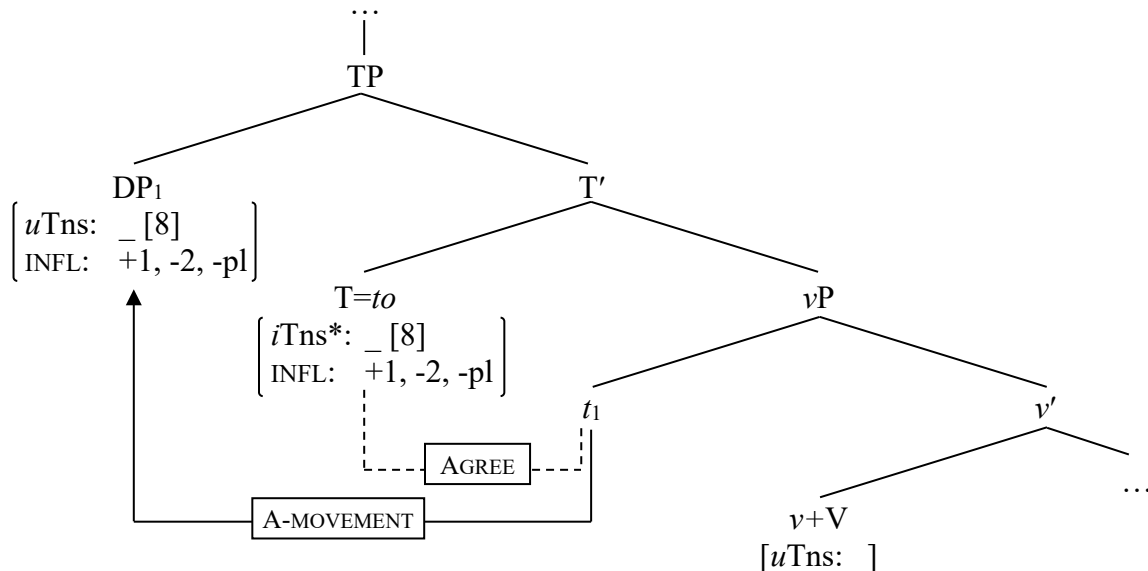 …
TP
DP1 T′
uTns: _ [8]
INFL: +1, -2, -pl
T=to vP
iTns*: _ [8]
INFL: +1, -2, -pl
t1 v′
AGREE
…
A-MOVEMENT
v+V
[uTns: _]